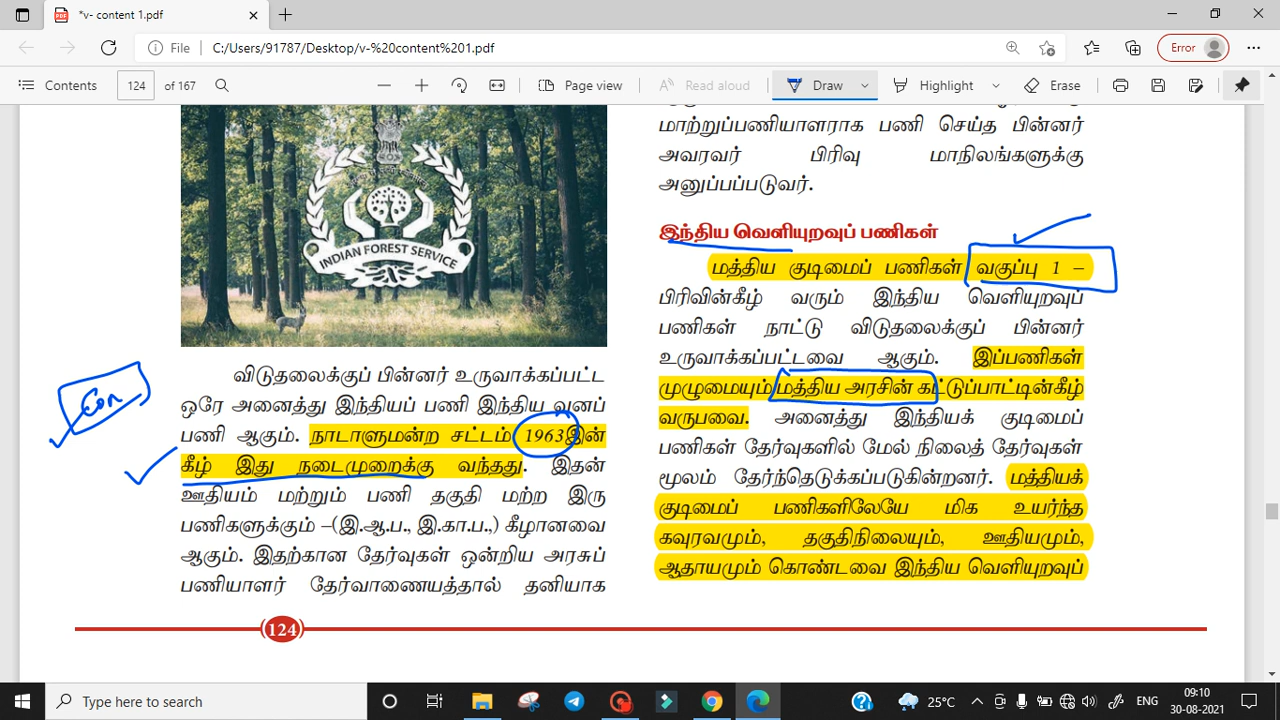 *v- content 1.pdf
File
C:/Users/91787/Desktop/v-%20content%201.pdf
Error
Contents
124 of 167
Page view
Read aloud
Draw
Highlight
Erase
INDIAN FOREST SERVICE
விடுதலைக்குப் பின்னர் உருவாக்கப்பட்ட
ஒரே அனைத்து இந்தியப் பணி இந்திய வனப்
பணி ஆகும். நாடாளுமன்ற சட்டம் 1963இன்
கீழ் இது நடைமுறைக்கு வந்தது. இதன்
ஊதியம் மற்றும் பணி தகுதி மற்ற இரு
பணிகளுக்கும் –(இ.ஆ.ப., இ.கா.ப.,) கீழானவை
ஆகும். இதற்கான தேர்வுகள் ஒன்றிய அரசுப்
பணியாளர் தேர்வாணையத்தால் தனியாக
மாற்றுப்பணியாளராக பணி செய்த பின்னர்
அவரவர் பிரிவு மாநிலங்களுக்கு
அனுப்பப்படுவர்.
இந்திய வெளியுறவுப் பணிகள்
மத்திய குடிமைப் பணிகள் வகுப்பு 1 –
பிரிவின்கீழ் வரும் இந்திய வெளியுறவுப்
பணிகள் நாட்டு விடுதலைக்குப் பின்னர்
உருவாக்கப்பட்டவை ஆகும். இப்பணிகள்
முழுமையும் மத்திய அரசின் கட்டுப்பாட்டின்கீழ்
வருபவை. அனைத்து இந்தியக் குடிமைப்
பணிகள் தேர்வுகளில் மேல் நிலைத் தேர்வுகள்
மூலம் தேர்ந்தெடுக்கப்படுகின்றனர். மத்தியக்
குடிமைப் பணிகளிலேயே மிக உயர்ந்த
கவுரவமும், தகுதிநிலையும், ஊதியமும்,
ஆதாயமும் கொண்டவை இந்திய வெளியுறவுப்
124
Type here to search
25°C
ENG
09:10
30-08-2021